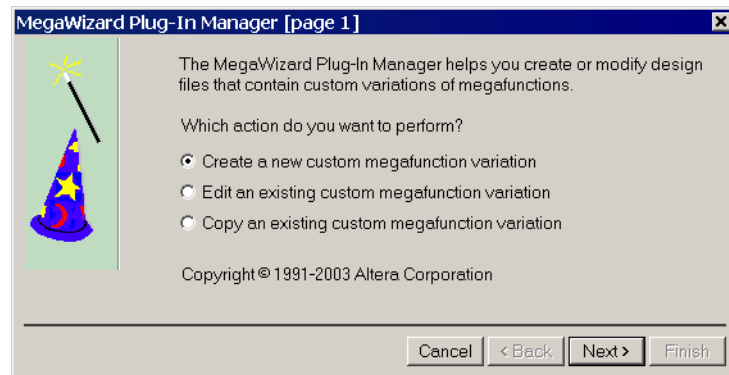 MegaWizard Plug-In Manager [page 1]
The MegaWizard Plug-In Manager helps you create or modify design
files that contain custom variations of megafunctions.
Which action do you want to perform?
Create a new custom megafunction variation
Edit an existing custom megafunction variation
Copy an existing custom megafunction variation
Copyright © 1991-2003 Altera Corporation
Cancel < Back Next > Finish